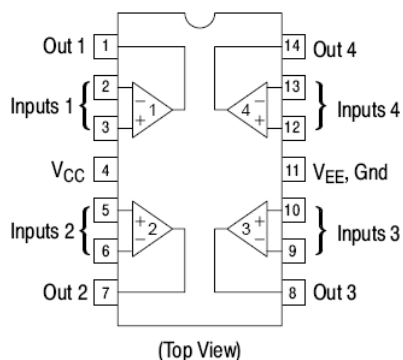 Out 1 1 14 Out 4
2 13
Inputs 1 − + 1 4 − + Inputs 4
3 12
VCC 4 11 VEE, Gnd
5 10
Inputs 2 + − 2 3 + − Inputs 3
6 9
Out 2 7 8 Out 3
(Top View)